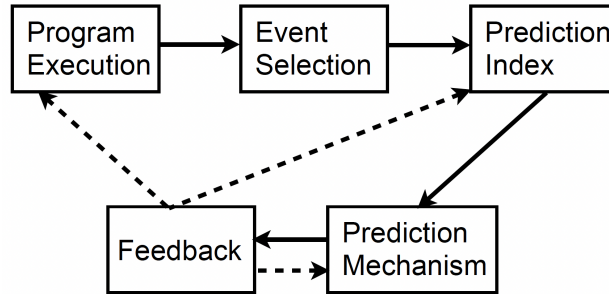 Program
Execution
Event
Selection
Prediction
Index
Feedback
Prediction
Mechanism